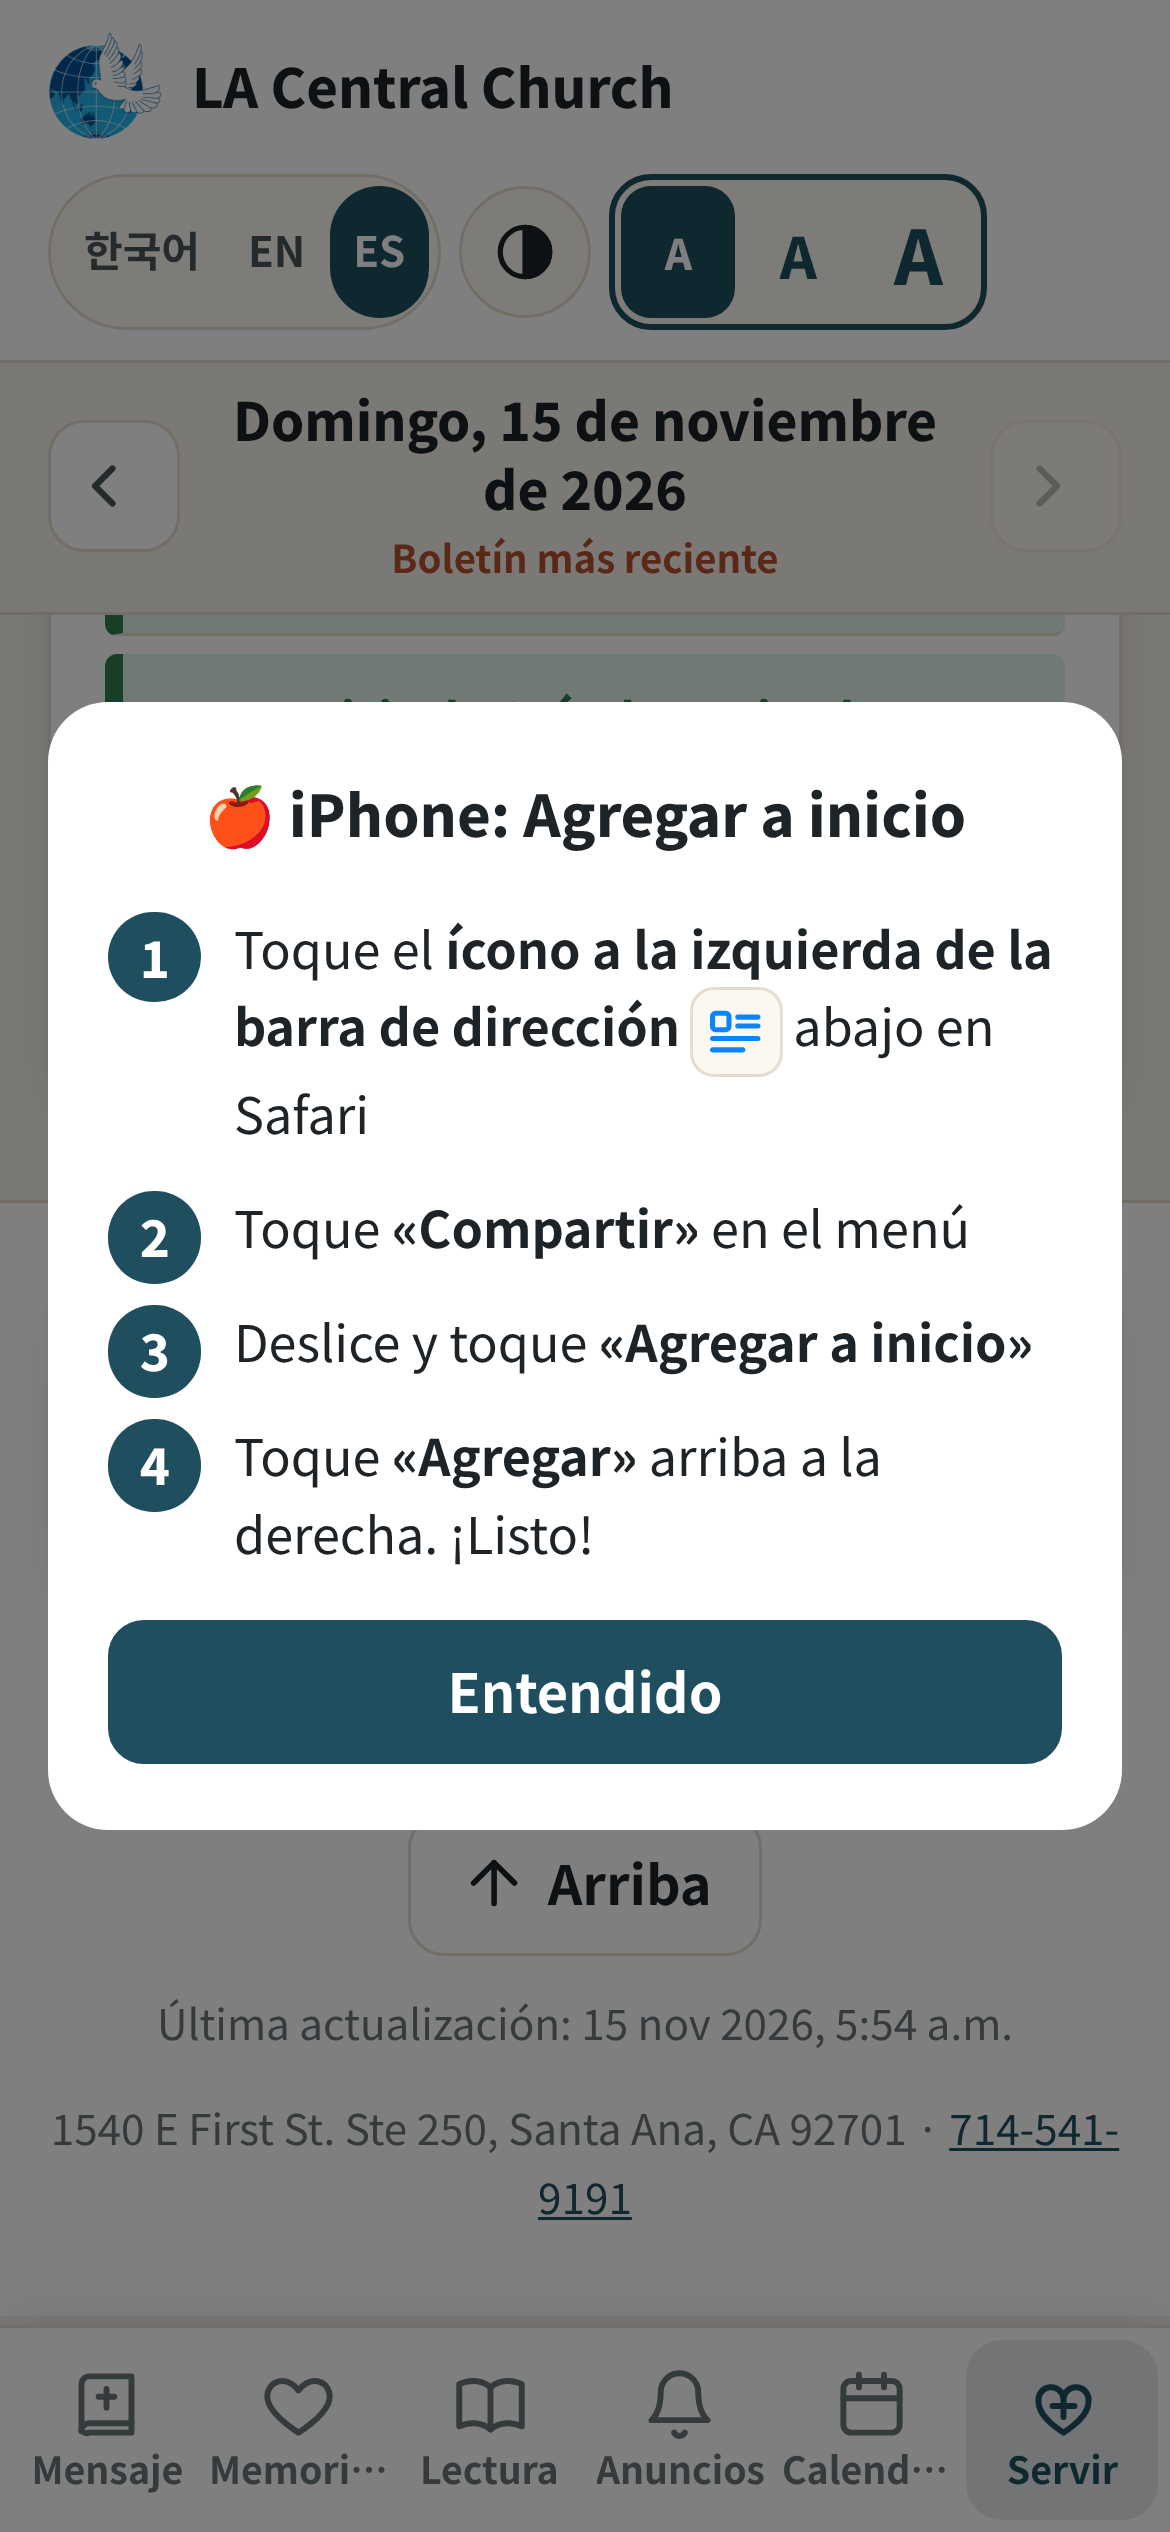 LA Central Church
한국어 EN ES A A A
Domingo, 15 de noviembre
de 2026
Boletín más reciente
🍎 iPhone: Agregar a inicio
1 Toque el ícono a la izquierda de la
barra de dirección abajo en
Safari
2 Toque «Compartir» en el menú
3 Deslice y toque «Agregar a inicio»
4 Toque «Agregar» arriba a la
derecha. ¡Listo!
Entendido
↑ Arriba
Última actualización: 15 nov 2026, 5:54 a.m.
1540 E First St. Ste 250, Santa Ana, CA 92701 · 714-541-
9191
Mensaje Memori··· Lectura Anuncios Calend··· Servir